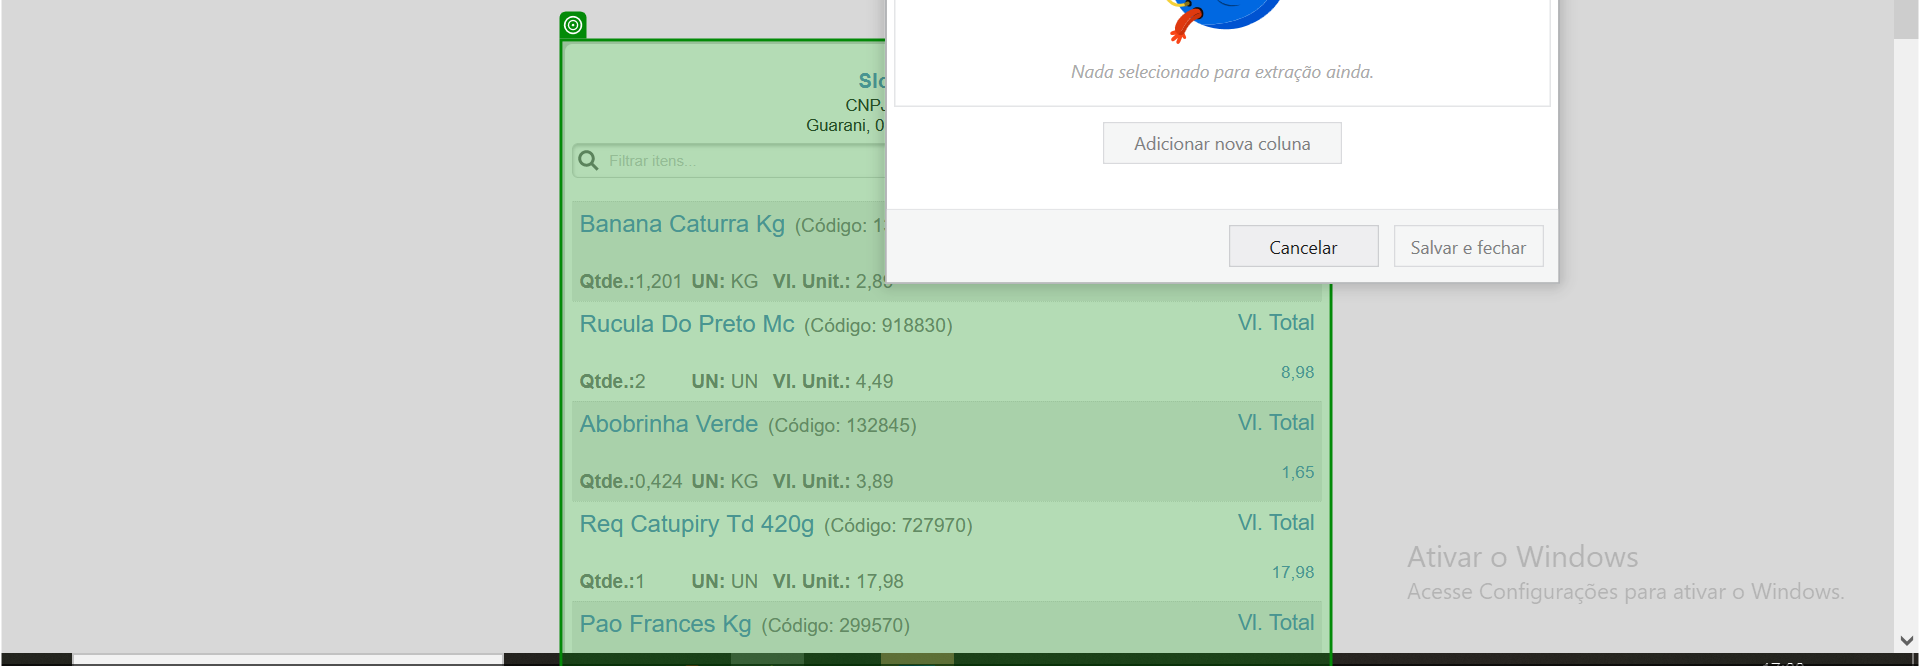 Nada selecionado para extração ainda.
CNPJ
Guarani, 0
Adicionar nova coluna
Filtrar itens...
Cancelar
Salvar e fechar
Banana Caturra Kg (Código: 1
Qtde.:1,201 UN: KG Vl. Unit.: 2,89
Rucula Do Preto Mc (Código: 918830) Vl. Total
8,98
Qtde.:2 UN: UN Vl. Unit.: 4,49
Abobrinha Verde (Código: 132845) Vl. Total
1,65
Qtde.:0,424 UN: KG Vl. Unit.: 3,89
Req Catupiry Td 420g (Código: 727970) Vl. Total
17,98
Qtde.:1 UN: UN Vl. Unit.: 17,98
Pao Frances Kg (Código: 299570) Vl. Total
Ativar o Windows
Acesse Configurações para ativar o Windows.